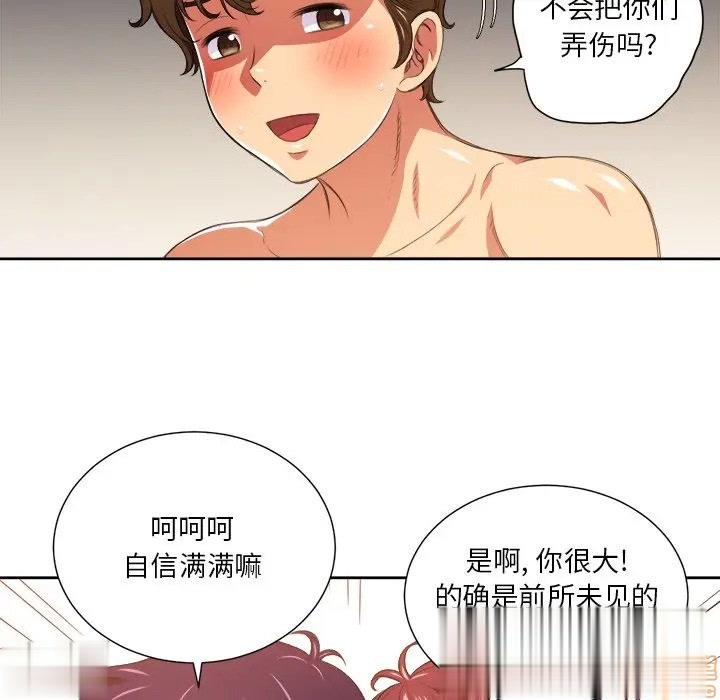 不会把你们
弄伤吗?
呵呵呵
自信满满嘛
是啊, 你很大!
的确是前所未见的